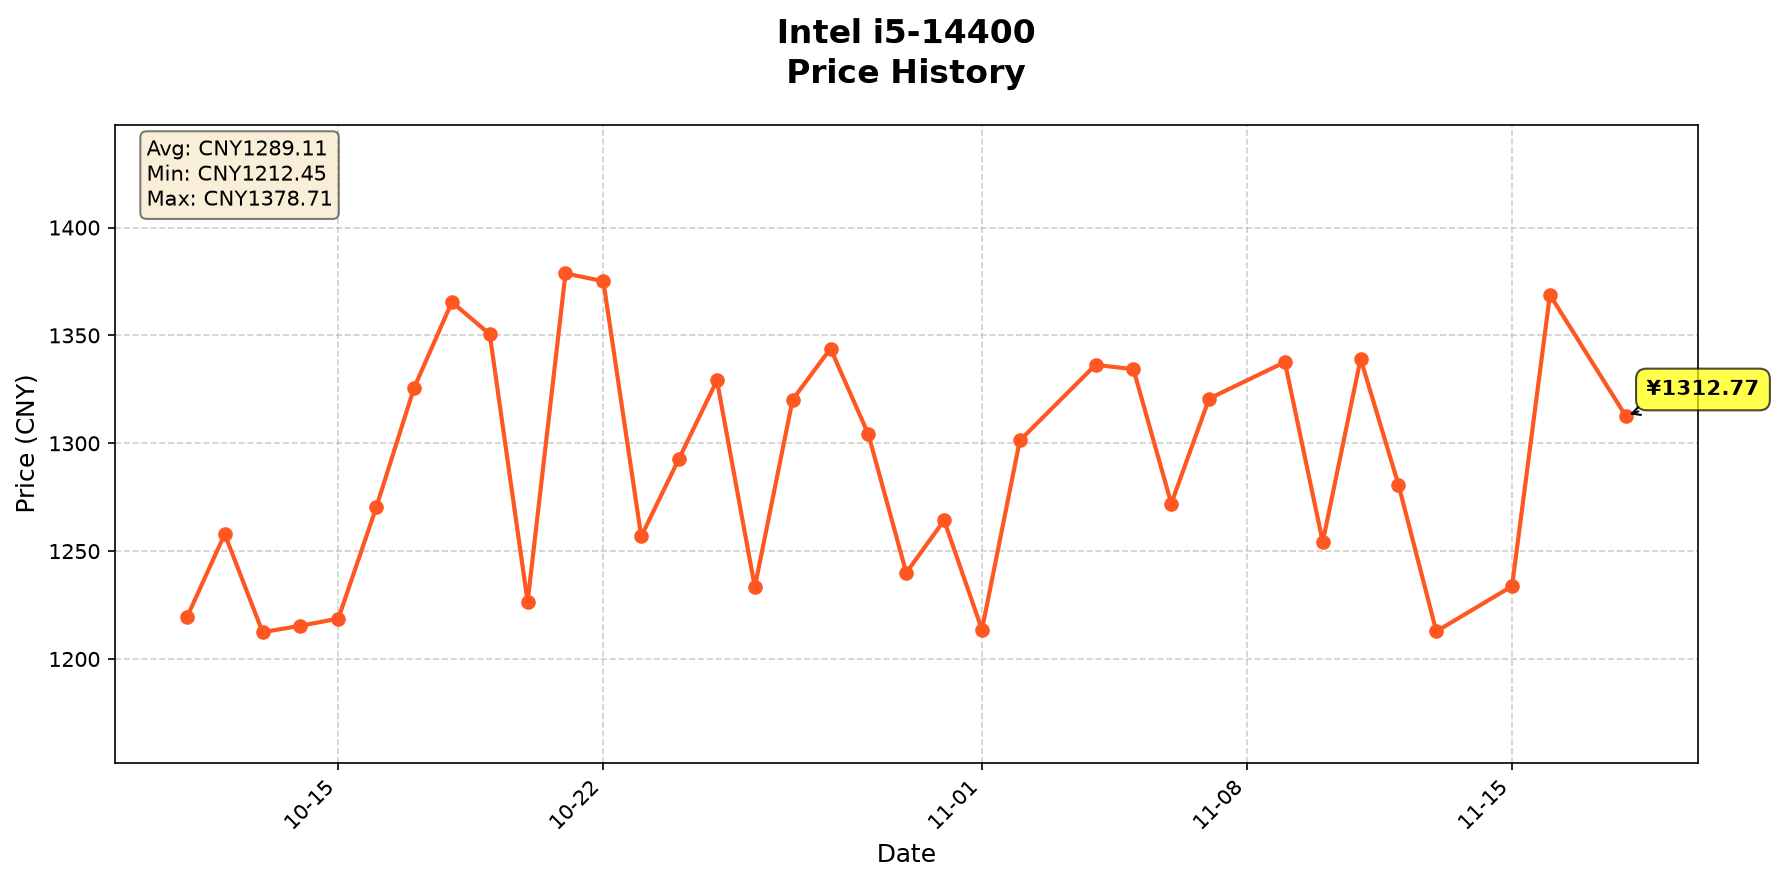 Intel i5-14400
Price History
Avg: CNY1289.11
Min: CNY1212.45
Max: CNY1378.71
1400
1350
1300
1250
1200
Price (CNY)
¥1312.77
10-15
10-22
11-01
11-08
11-15
Date